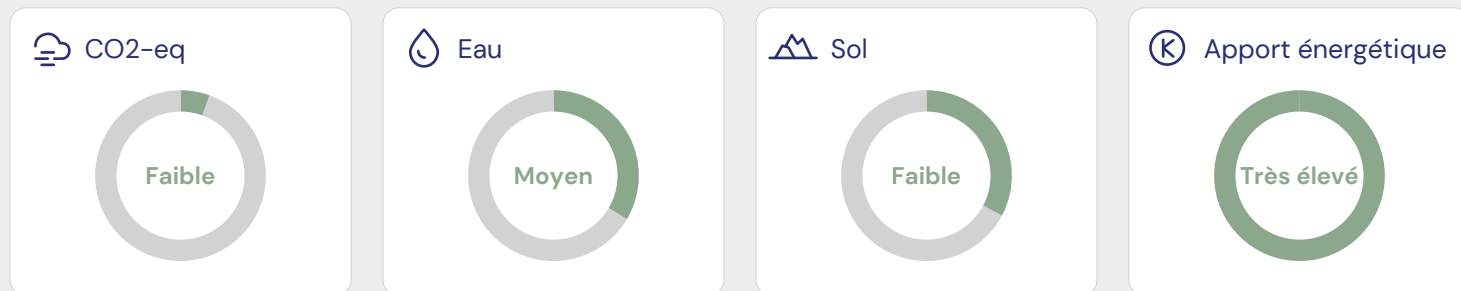 CO2-eq
Faible
Eau
Moyen
Sol
Faible
Apport énergétique
Très élevé